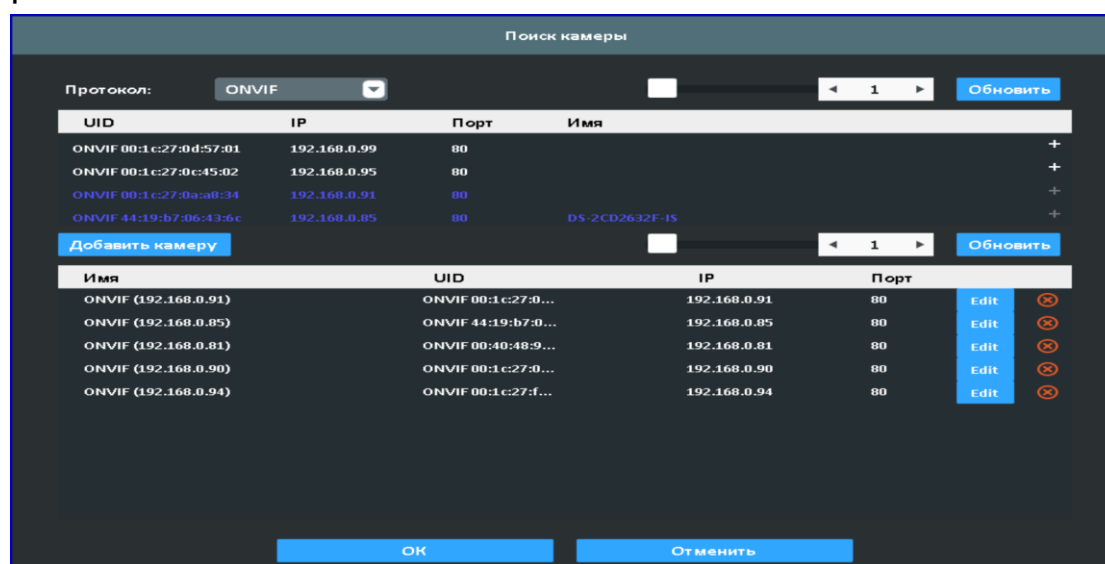 Поиск камеры
Протокол: ONVIF 1 Обновить
UID IP Порт Имя
ONVIF 00:1c:27:0d:57:01 192.168.0.99 80 +
ONVIF 00:1c:27:0c:45:02 192.168.0.95 80 +
ONVIF 00:1c:27:0a:a8:34 192.168.0.91 80 +
ONVIF 44:19:b7:06:43:6c 192.168.0.85 80 DS-2CD2632F-IS +
Добавить камеру 1 Обновить
Имя UID IP Порт
ONVIF (192.168.0.91) ONVIF 00:1c:27:0... 192.168.0.91 80 Edit
ONVIF (192.168.0.85) ONVIF 44:19:b7:0... 192.168.0.85 80 Edit
ONVIF (192.168.0.81) ONVIF 00:40:48:9... 192.168.0.81 80 Edit
ONVIF (192.168.0.90) ONVIF 00:1c:27:0... 192.168.0.90 80 Edit
ONVIF (192.168.0.94) ONVIF 00:1c:27:f... 192.168.0.94 80 Edit
ОК Отменить